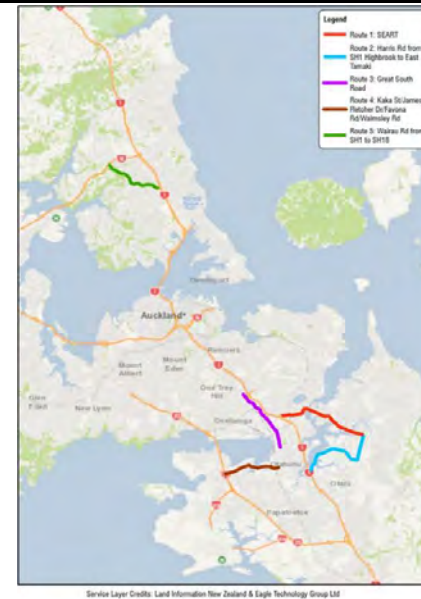 Legend
Route 1: SEART
Route 2: Harris Rd from
SH1 Highbrook to East
Tamaki
Route 3: Great South
Road
Route 4: Kaka St/James
Fletcher Dr/Favona
Rd/Walmsley Rd
Route 5: Wairau Rd from
SH1 to SH18
Devonport
Auckland
Remuera
Mount
Albert
Mount
Eden
One Tree
Hill
Glen
New Lynn
Onehunga
Otahuhu
Otara
Papatoetoe
Service Layer Credits: Land Information New Zealand & Eagle Technology Group Ltd